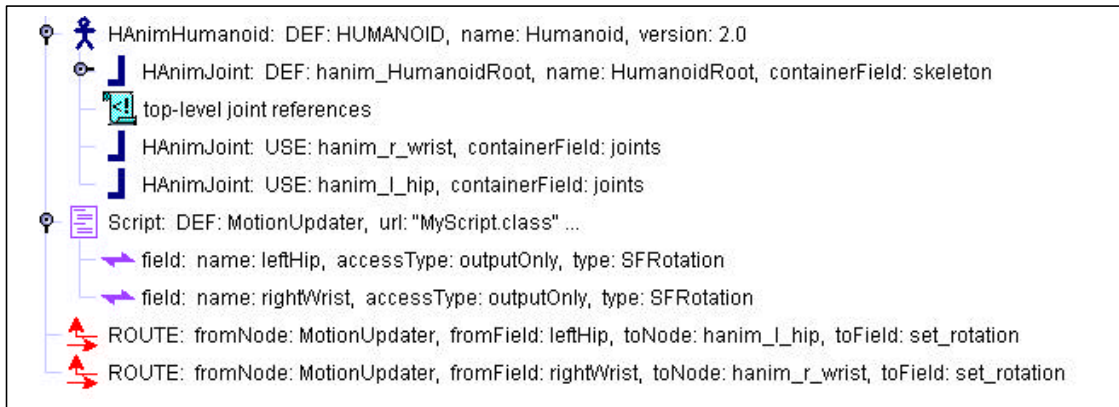 HAnimHumanoid: DEF: HUMANOID, name: Humanoid, version: 2.0
HAnimJoint: DEF: hanim_HumanoidRoot, name: HumanoidRoot, containerField: skeleton
<! top-level joint references
HAnimJoint: USE: hanim_r_wrist, containerField: joints
HAnimJoint: USE: hanim_l_hip, containerField: joints
Script: DEF: MotionUpdater, url: "MyScript.class" ...
field: name: leftHip, accessType: outputOnly, type: SFRotation
field: name: rightWrist, accessType: outputOnly, type: SFRotation
ROUTE: fromNode: MotionUpdater, fromField: leftHip, toNode: hanim_l_hip, toField: set_rotation
ROUTE: fromNode: MotionUpdater, fromField: rightWrist, toNode: hanim_r_wrist, toField: set_rotation